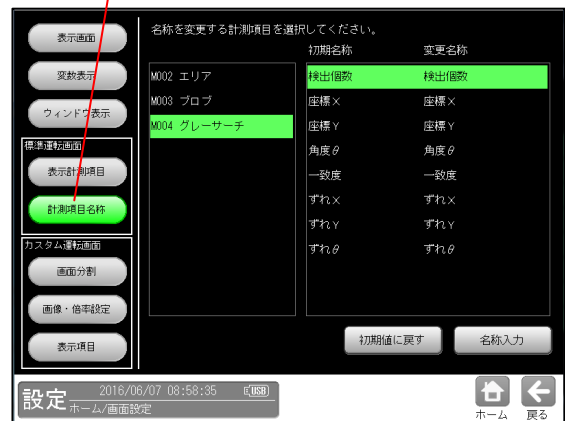 名称を変更する計測項目を選択してください。
表示画面
変数表示
ウィンドウ表示
標準運転画面
表示計測項目
計測項目名称
カスタム運転画面
画面分割
画像・倍率設定
表示項目
M002 エリア
M003 ブロブ
M004 グレーサーチ
初期名称 変更名称
検出個数 検出個数
座標X 座標X
座標Y 座標Y
角度θ 角度θ
一致度 一致度
ずれX ずれX
ずれY ずれY
ずれθ ずれθ
初期値に戻す 名称入力
設定 2016/06/07 08:58:35 USB
ホーム/画面設定
ホーム 戻る